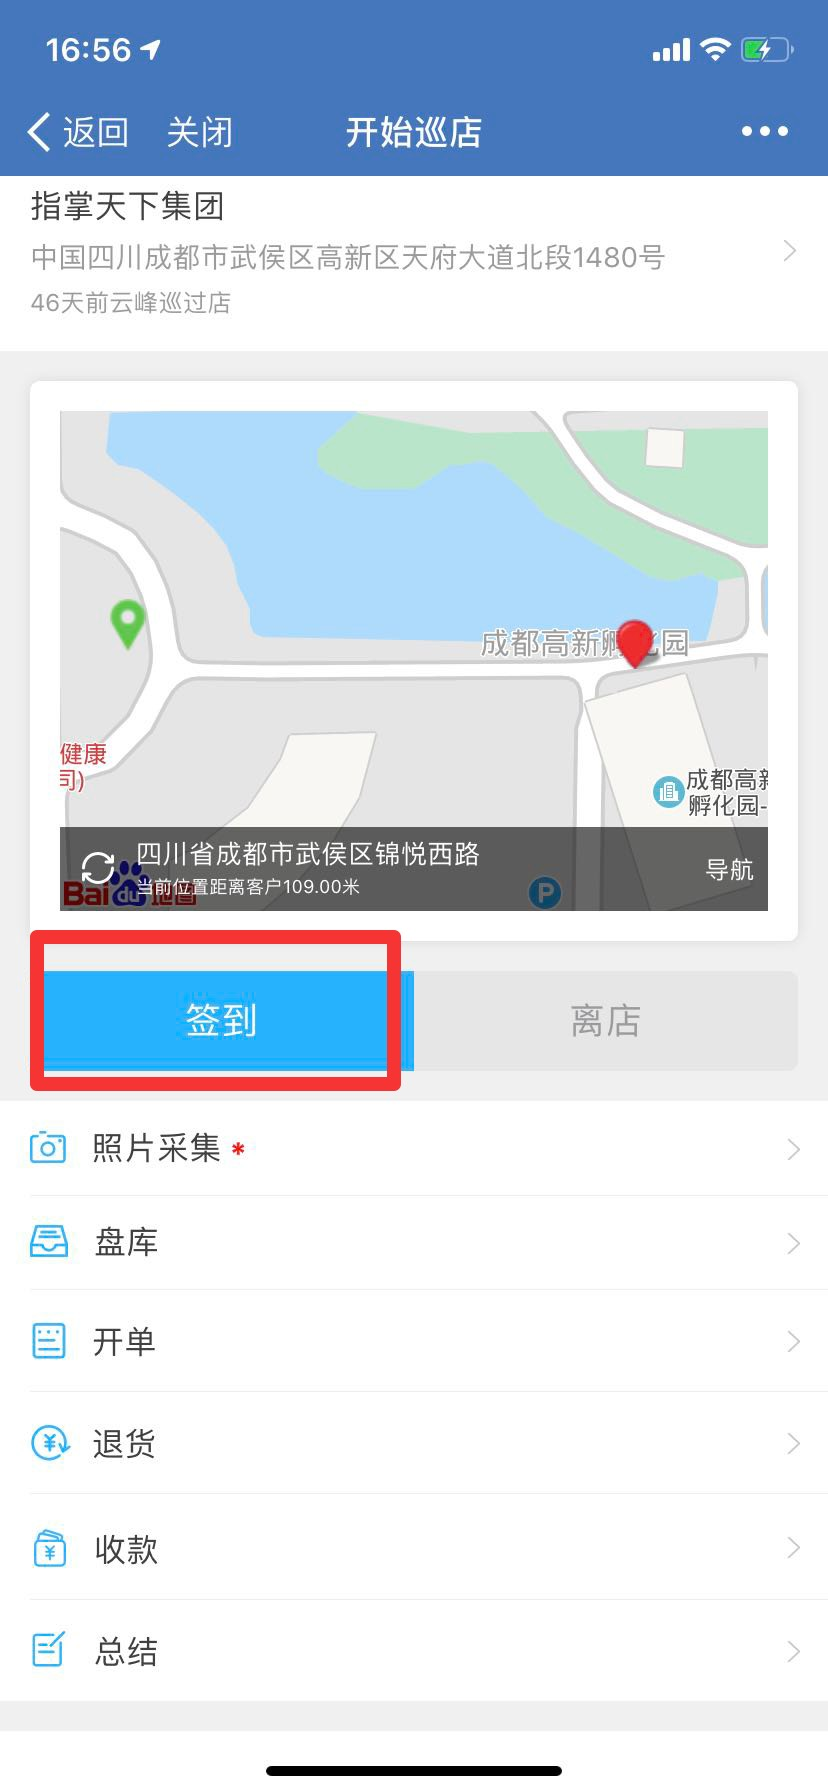 16:56
返回 关闭 开始巡店
指掌天下集团
中国四川成都市武侯区高新区天府大道北段1480号
46天前云峰巡过店
成都高新孵化园
健康
司)
成都高新
孵化园-
四川省成都市武侯区锦悦西路
当前位置距离客户109.00米
导航
Bai du 地图
P
签到 离店
照片采集 *
盘库
开单
退货
收款
总结